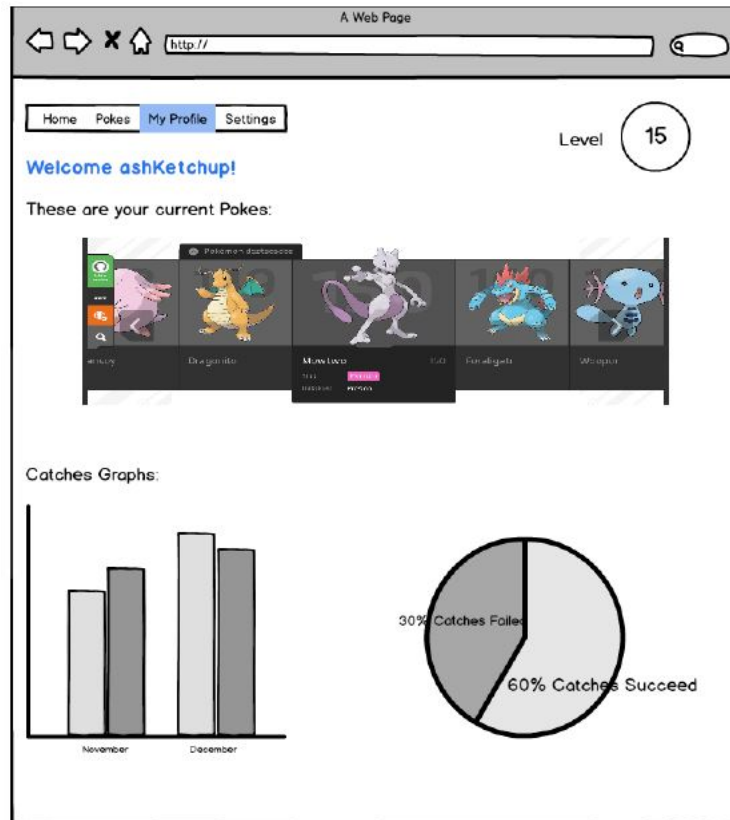 A Web Page
http://
Home Pokes My Profile Settings
Level 15
Welcome ashKetchup!
These are your current Pokes:
Pokemon
Dragonite
Mewtwo
150
Feraligatr
Catches Graphs:
30% Catches Failed
60% Catches Succeed
November December